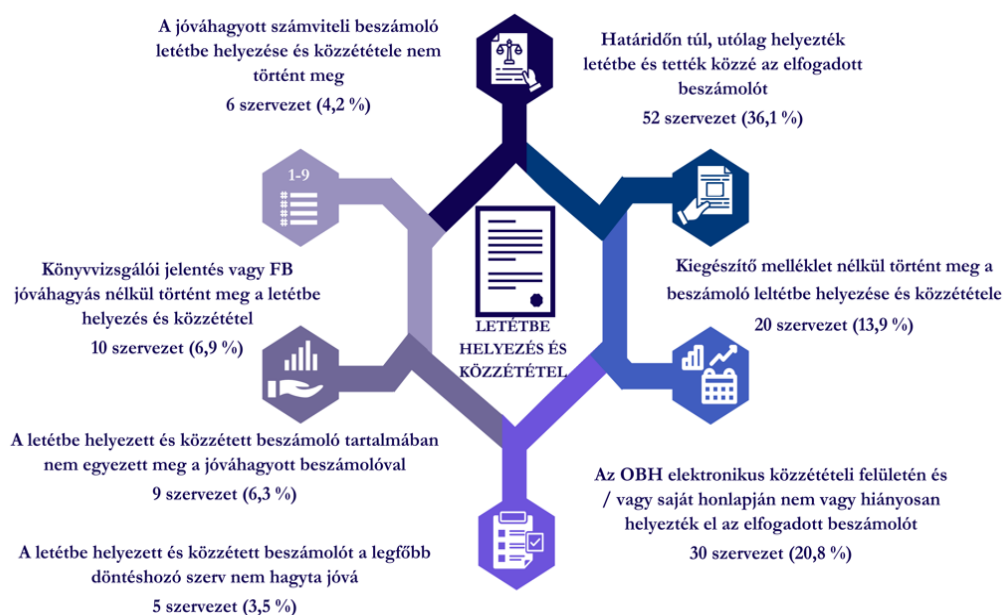 A jóváhagyott számviteli beszámoló
letétbe helyezése és közzététele nem
történt meg
6 szervezet (4,2 %)
Határidőn túl, utólag helyezték
letétbe és tették közzé az elfogadott
beszámolót
52 szervezet (36,1 %)
1-9
Könyvvizsgálói jelentés vagy FB
jóváhagyás nélkül történt meg a letétbe
helyezés és közzététel
10 szervezet (6,9 %)
Kiegészítő melléklet nélkül történt meg a
beszámoló leltétbe helyezése és közzététele
20 szervezet (13,9 %)
LETÉTBE
HELYEZÉS ÉS
KÖZZÉTÉTEL
A letétbe helyezett és közzétett beszámoló tartalmában
nem egyezett meg a jóváhagyott beszámolóval
9 szervezet (6,3 %)
Az OBH elektronikus közzétételi felületén és
/ vagy saját honlapján nem vagy hiányosan
helyezték el az elfogadott beszámolót
30 szervezet (20,8 %)
A letétbe helyezett és közzétett beszámolót a legfőbb
döntéshozó szerv nem hagyta jóvá
5 szervezet (3,5 %)